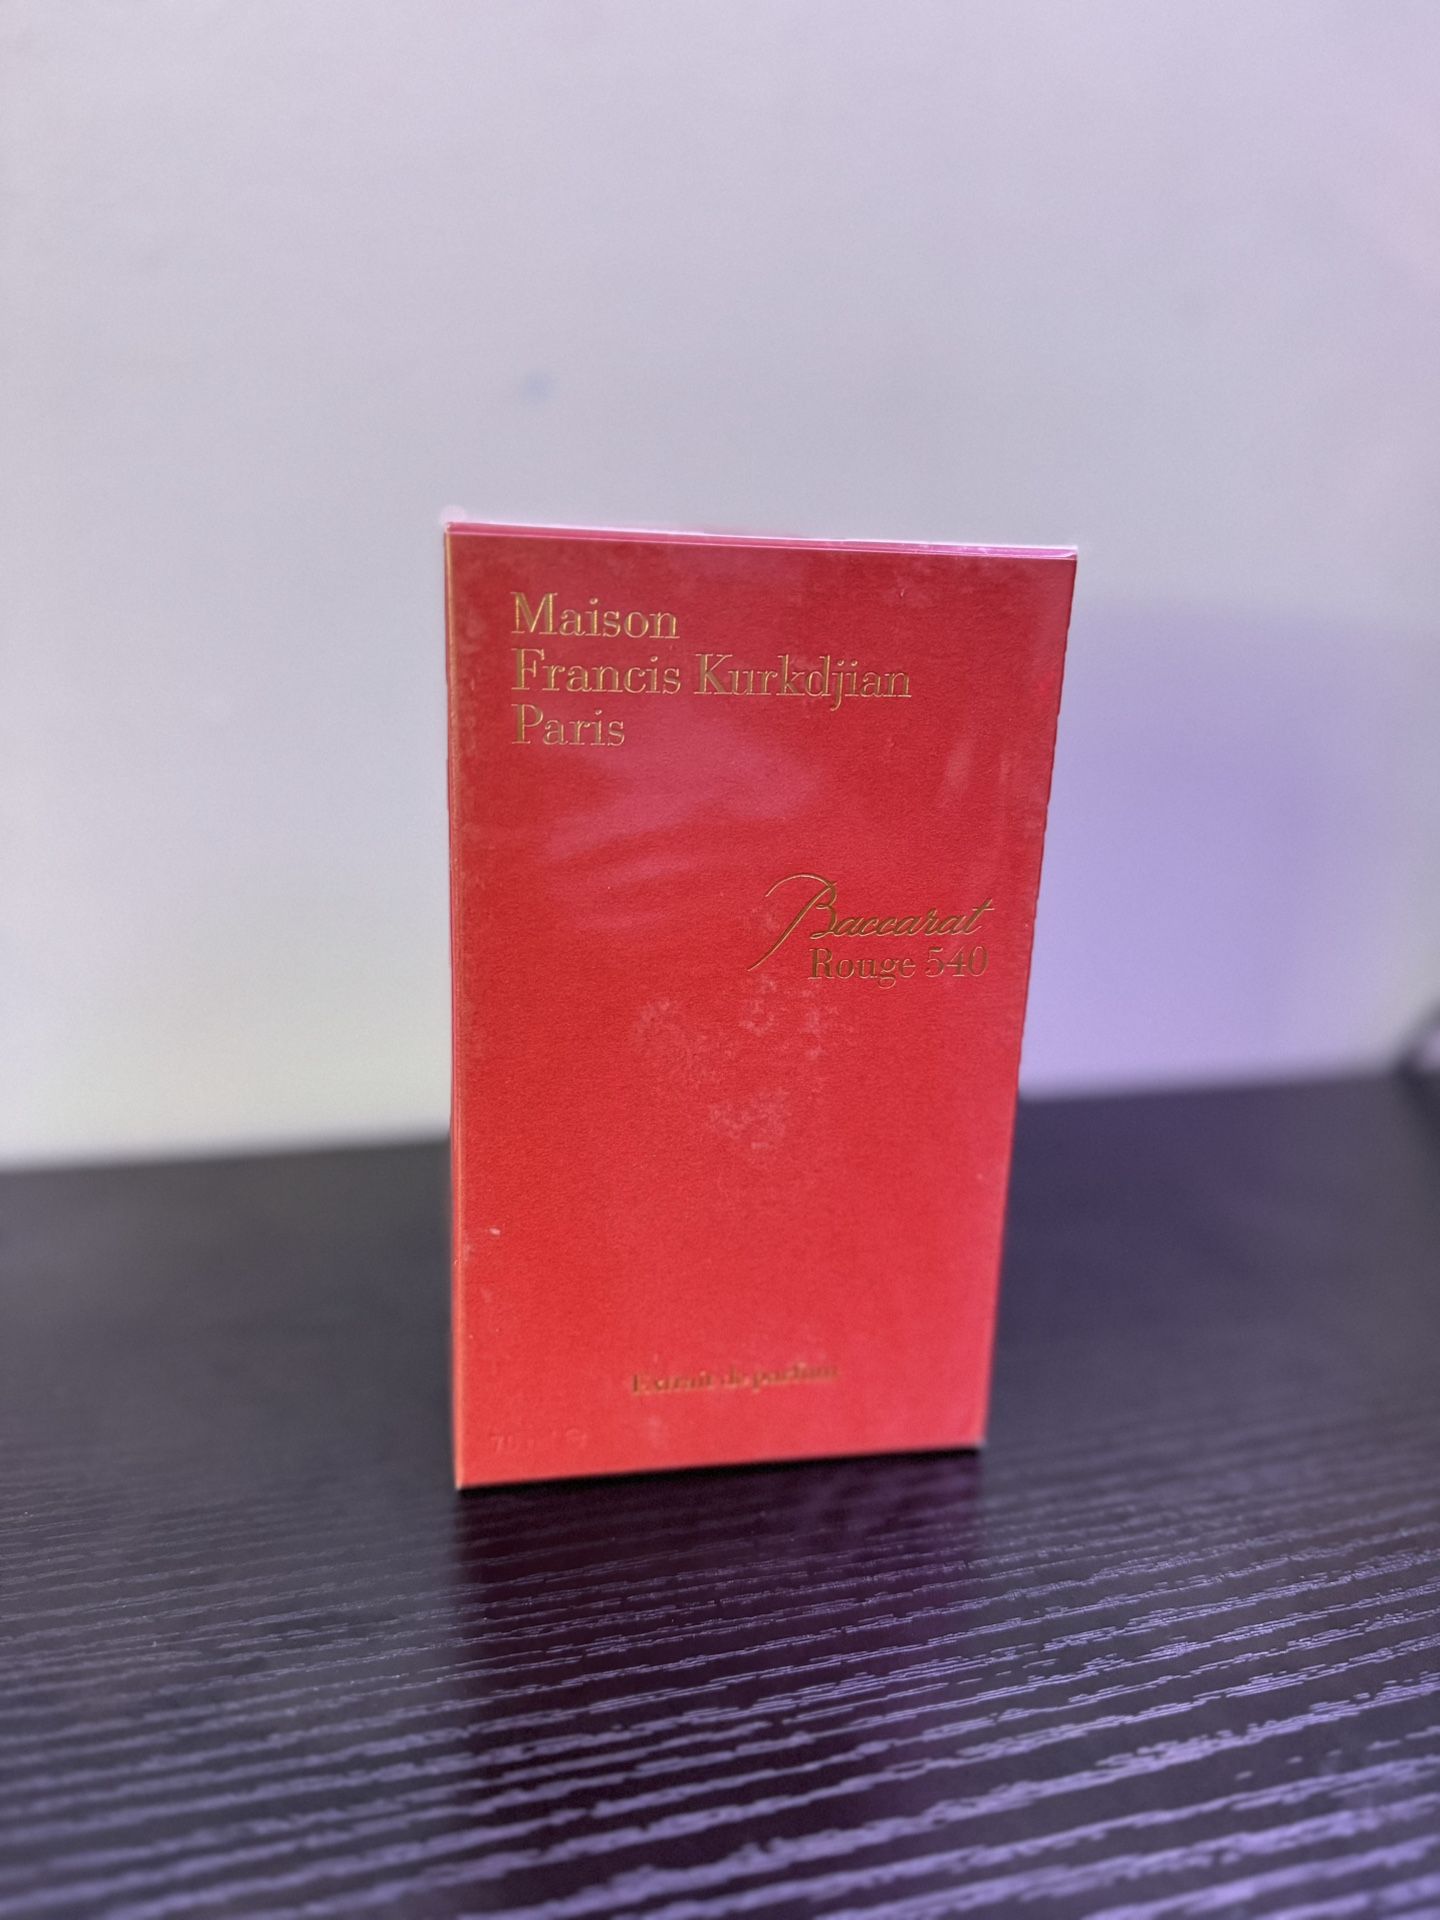 Maison
Francis Kurkdjian
Paris
Baccarat
Rouge 540
Extrait de parfum